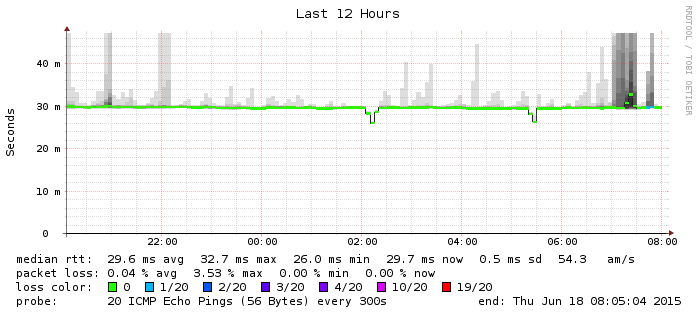 Last 12 Hours
RRDTOOL / TOBI OETIKER
Seconds
40 m
30 m
20 m
10 m
0
22:00 00:00 02:00 04:00 06:00 08:00
median rtt: 29.6 ms avg 32.7 ms max 26.0 ms min 29.7 ms now 0.5 ms sd 54.3 am/s
packet loss: 0.04 % avg 3.53 % max 0.00 % min 0.00 % now
loss color: 0 1/20 2/20 3/20 4/20 10/20 19/20
probe: 20 ICMP Echo Pings (56 Bytes) every 300s end: Thu Jun 18 08:05:04 2015